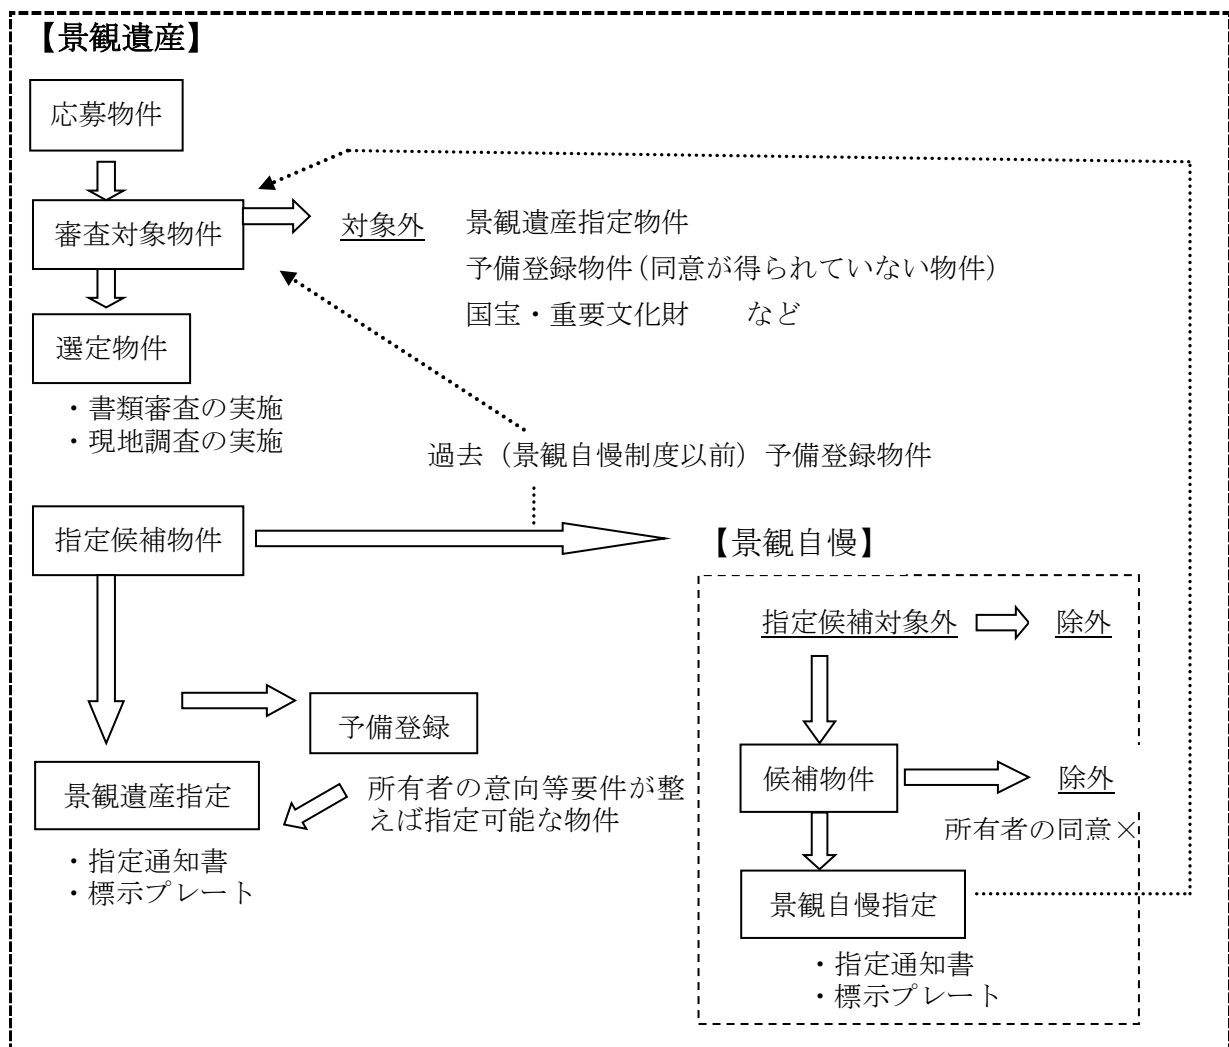 【景観遺産】
応募物件
審査対象物件
対象外 景観遺産指定物件
予備登録物件(同意が得られていない物件)
国宝・重要文化財 など
選定物件
・書類審査の実施
・現地調査の実施
過去(景観自慢制度以前)予備登録物件
指定候補物件
【景観自慢】
指定候補対象外
除外
予備登録
景観遺産指定
所有者の意向等要件が整
えば指定可能な物件
・指定通知書
・標示プレート
候補物件
除外
所有者の同意×
景観自慢指定
・指定通知書
・標示プレート